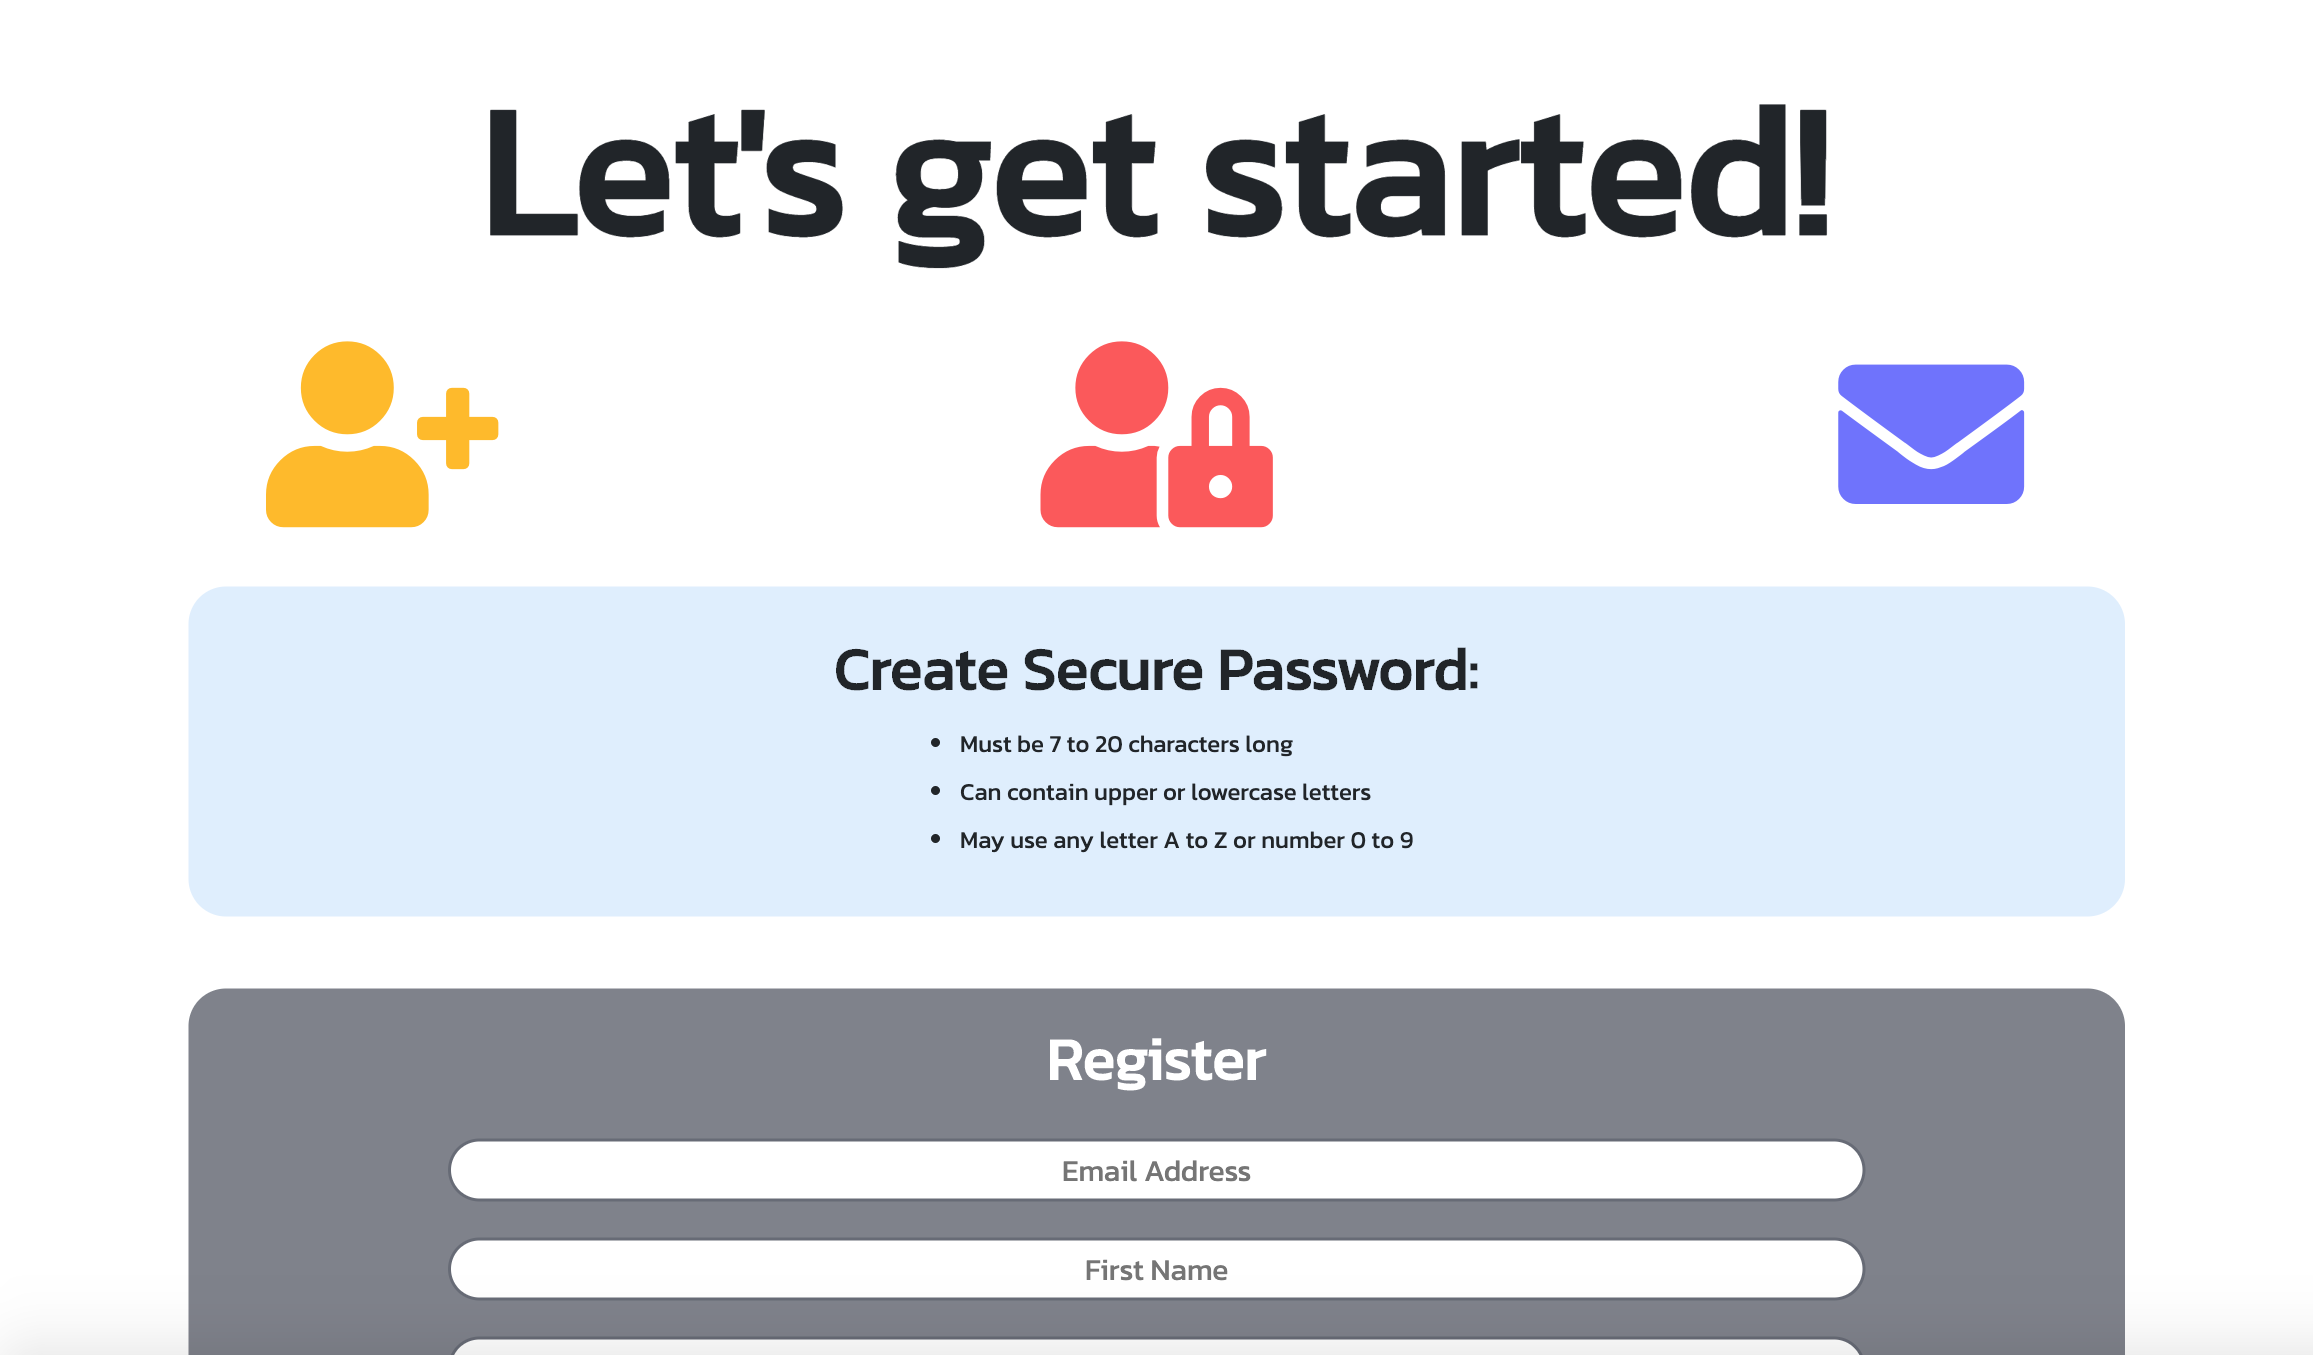 Let's get started!
Create Secure Password:
Must be 7 to 20 characters long
Can contain upper or lowercase letters
May use any letter A to Z or number 0 to 9
Register
Email Address
First Name